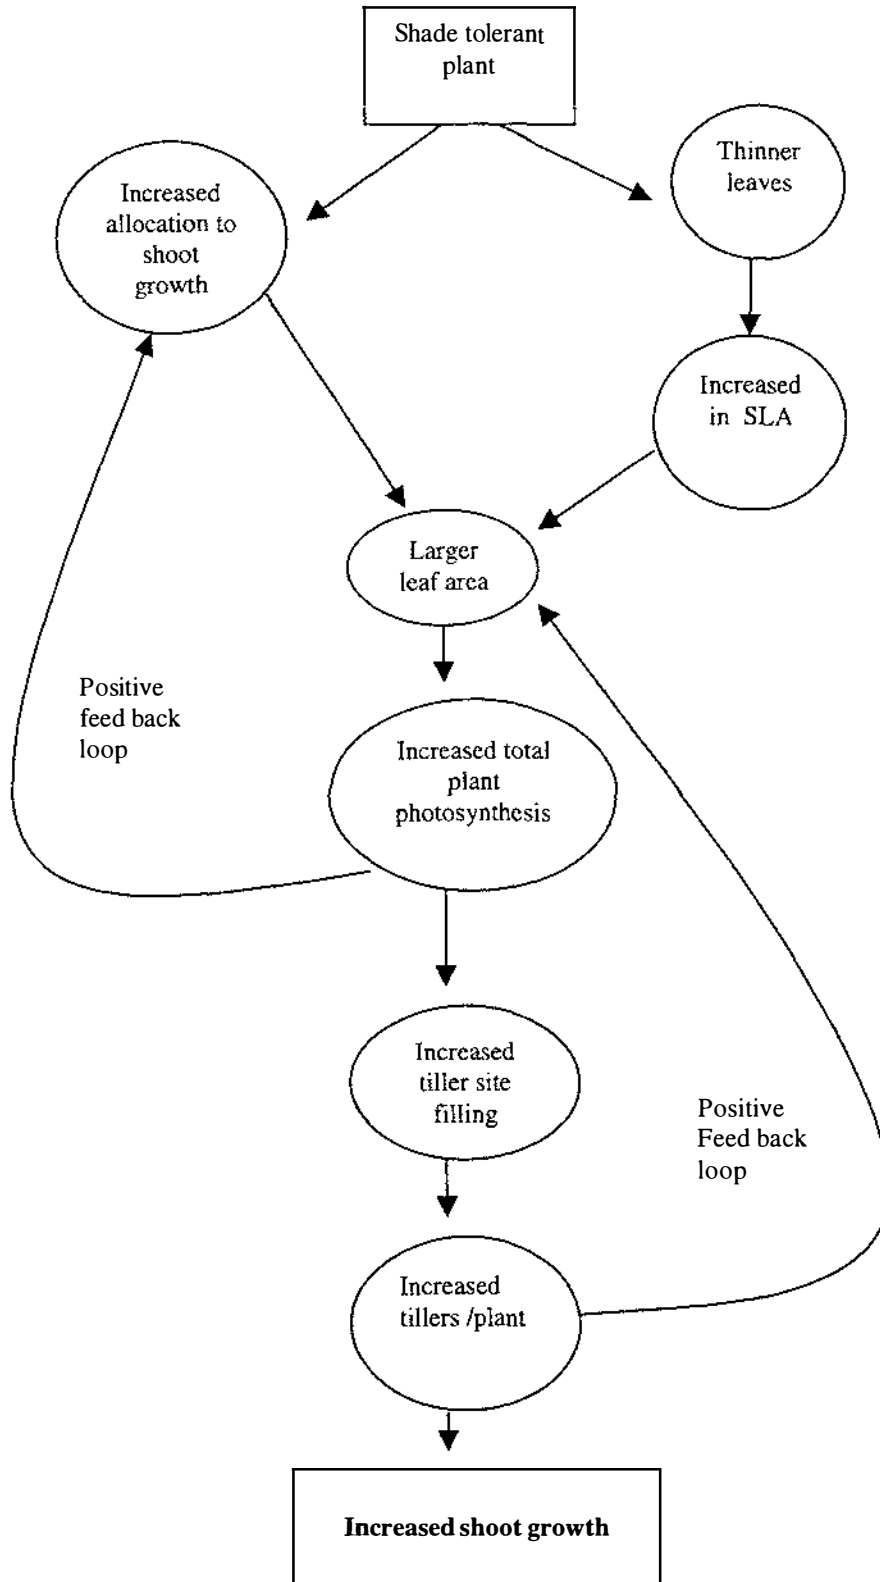 Shade tolerant
plant
Thinner
leaves
Increased
allocation to
shoot
growth
Increased
in SLA
Larger
leaf area
Positive
feed back
loop
Increased total
plant
photosynthesis
Increased
tiller site
filling
Positive
Feed back
loop
Increased
tillers /plant
Increased shoot growth